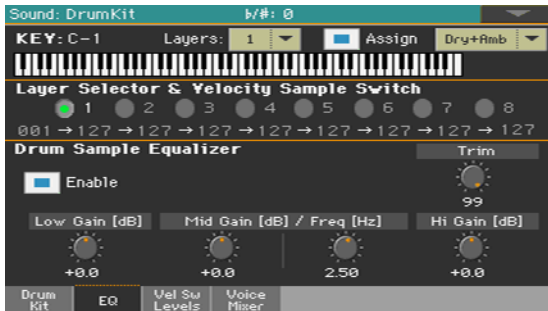 Sound: DrumKit b/#: 0
KEY: C-1 Layers: 1 Assign Dry+Amb
Layer Selector & Velocity Sample Switch
1 2 3 4 5 6 7 8
001 → 127 → 127 → 127 → 127 → 127 → 127 → 127 → 127
Drum Sample Equalizer Trim
Enable
99
Low Gain [dB] Mid Gain [dB] / Freq [Hz] Hi Gain [dB]
+0.0 +0.0 2.50 +0.0
Drum Kit EQ Vel Sw Levels Voice Mixer